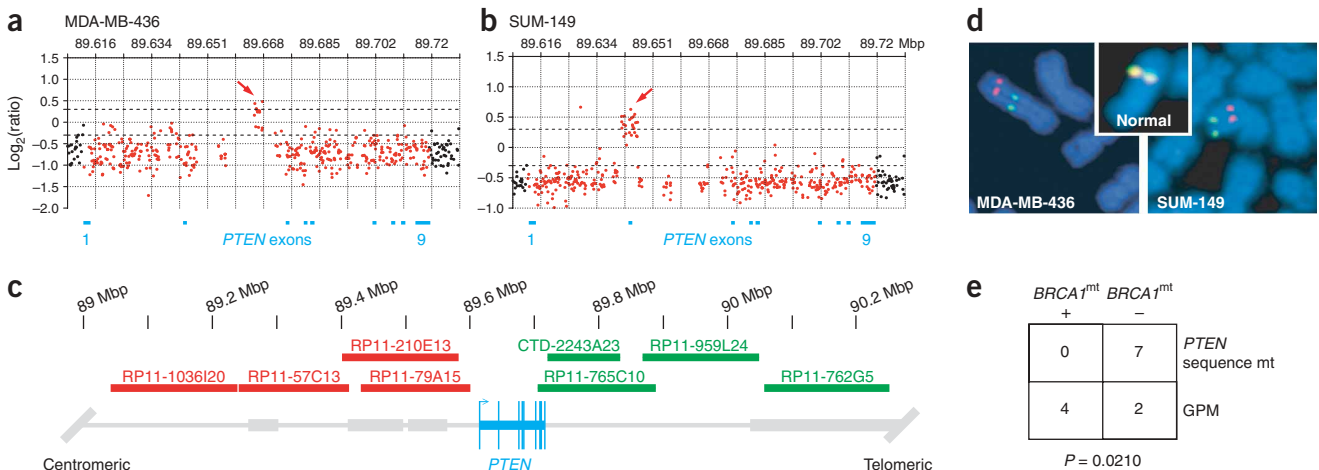 a MDA-MB-436
89.616 89.634 89.651 89.668 89.685 89.702 89.72
1.5
1.0
0.5
0
–0.5
–1.0
–1.5
–2.0
Log2(ratio)
1 PTEN exons 9
b SUM-149
89.616 89.634 89.651 89.668 89.685 89.702 89.72 Mbp
1.5
1.0
0.5
0
–0.5
–1.0
1 PTEN exons 9
c
89 Mbp 89.2 Mbp 89.4 Mbp 89.6 Mbp 89.8 Mbp 90 Mbp 90.2 Mbp
RP11-210E13 CTD-2243A23 RP11-959L24
RP11-1036I20 RP11-57C13 RP11-79A15 RP11-765C10 RP11-762G5
Centromeric PTEN Telomeric
d
Normal
MDA-MB-436 SUM-149
e
BRCA1mt BRCA1mt
+ –
0 7 PTEN
sequence mt
4 2 GPM
P = 0.0210